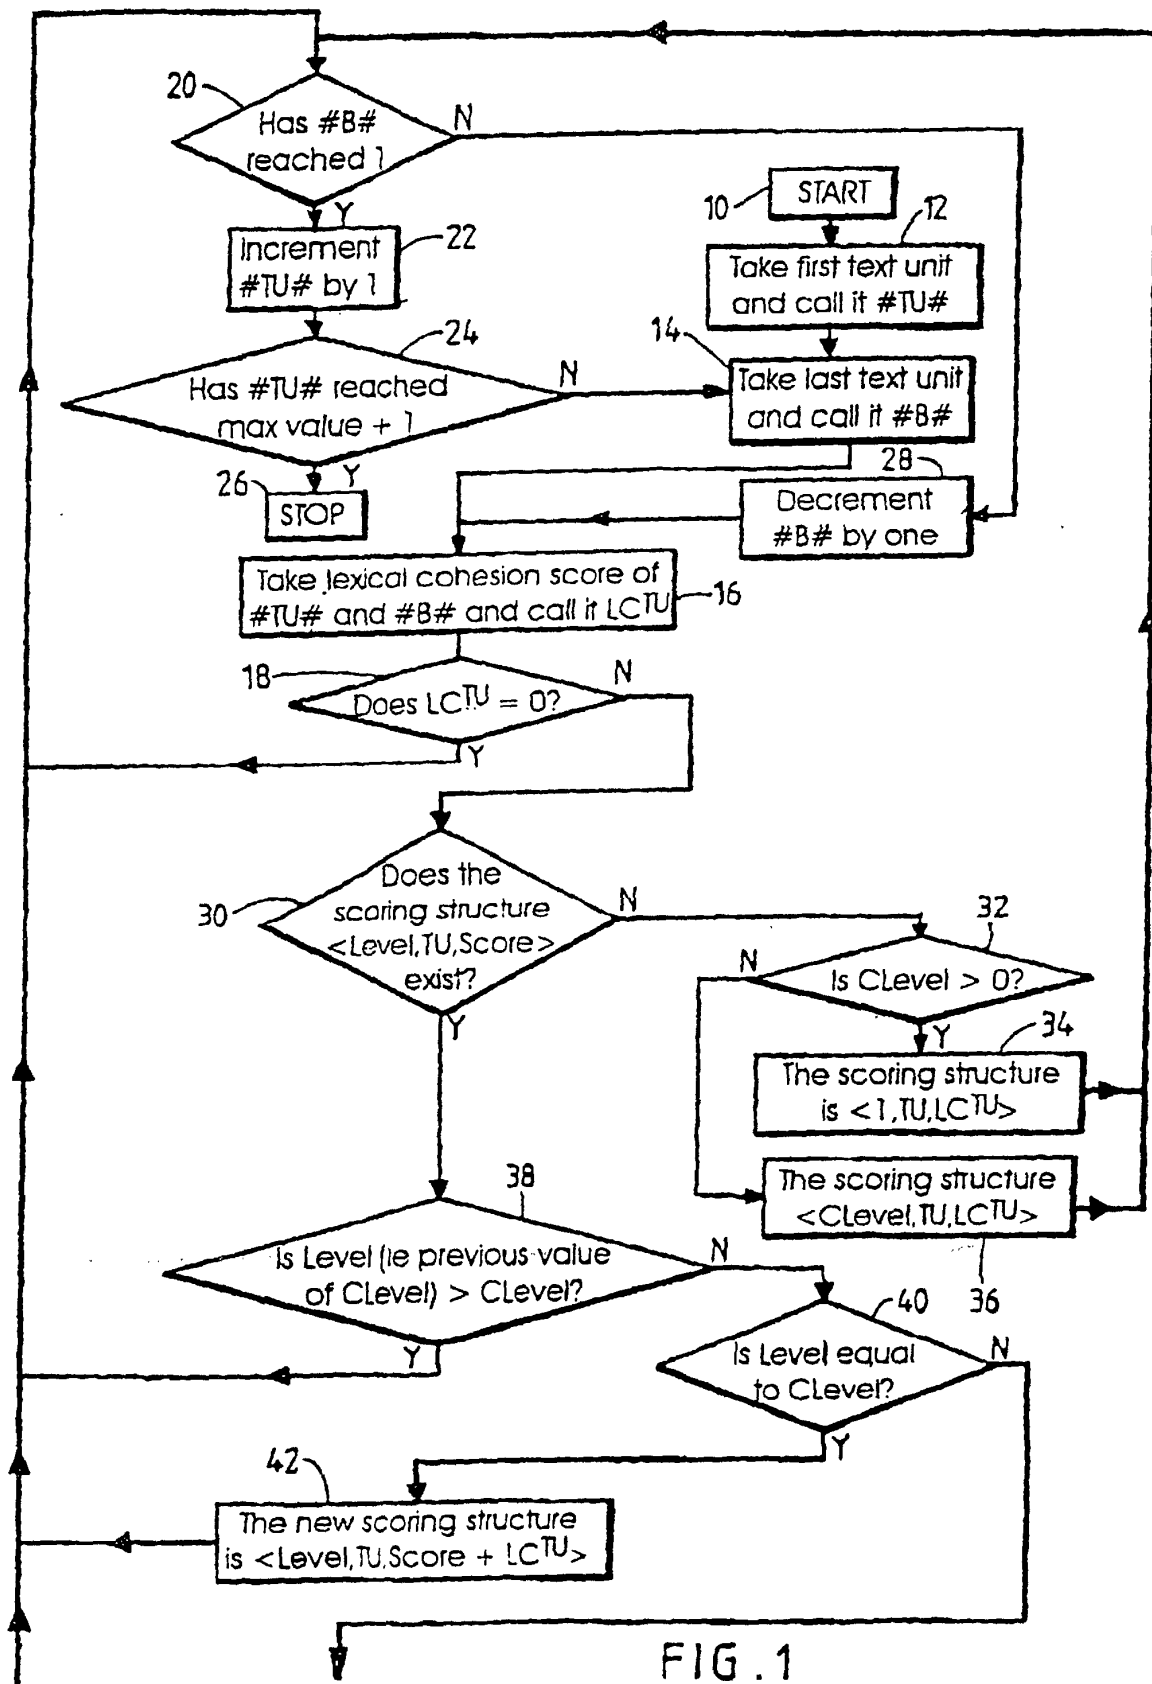 20
Has #B#
reached 1
N
Y
10
START
12
Increment
#TU# by 1
22
Take first text unit
and call it #TU#
24
Has #TU# reached
max value + 1
N
Y
14
Take last text unit
and call it #B#
26
STOP
28
Decrement
#B# by one
Take lexical cohesion score of
#TU# and #B# and call it LC^TU
16
18
Does LC^TU = 0?
N
Y
30
Does the
scoring structure
<Level,TU,Score>
exist?
N
Y
32
Is CLevel > 0?
N
Y
34
The scoring structure
is <1,TU,LC^TU>
The scoring structure
<CLevel,TU,LC^TU>
36
38
Is Level (ie previous value
of CLevel) > CLevel?
N
Y
40
Is Level equal
to CLevel?
N
Y
42
The new scoring structure
is <Level,TU,Score + LC^TU>
FIG.1